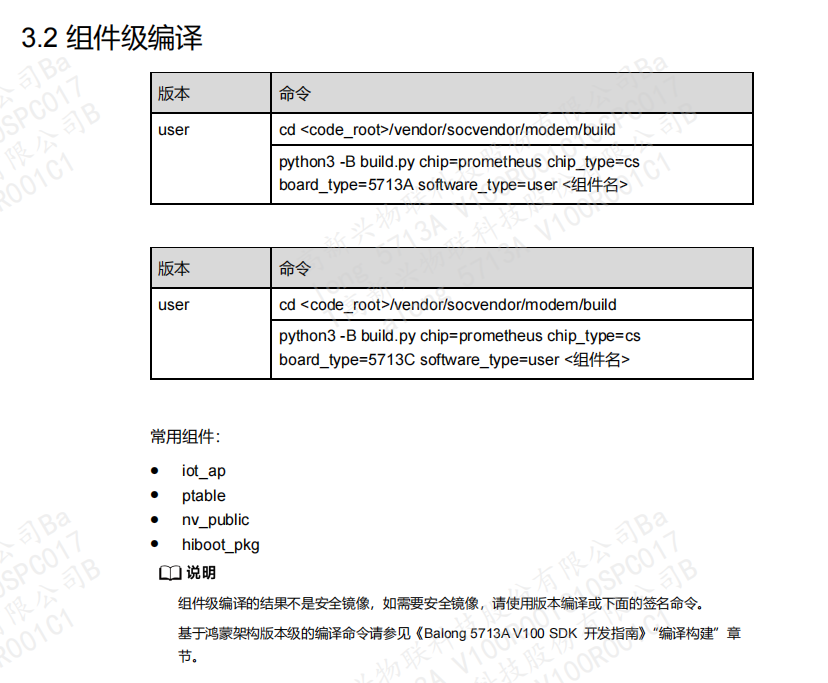 3.2 组件级编译
版本 命令
user cd <code_root>/vendor/socvendor/modem/build
python3 -B build.py chip=prometheus chip_type=cs
board_type=5713A software_type=user <组件名>
版本 命令
user cd <code_root>/vendor/socvendor/modem/build
python3 -B build.py chip=prometheus chip_type=cs
board_type=5713C software_type=user <组件名>
常用组件：
● iot_ap
● ptable
● nv_public
● hiboot_pkg
说明
组件级编译的结果不是安全镜像，如需要安全镜像，请使用版本编译或下面的签名命令。
基于鸿蒙架构版本级的编译命令请参见《Balong 5713A V100 SDK 开发指南》“编译构建”章
节。